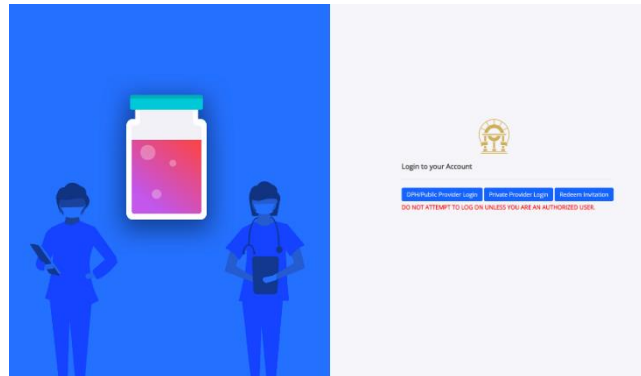 Login to your Account
DPH/Public Provider Login Private Provider Login Redeem Invitation
DO NOT ATTEMPT TO LOG ON UNLESS YOU ARE AN AUTHORIZED USER.